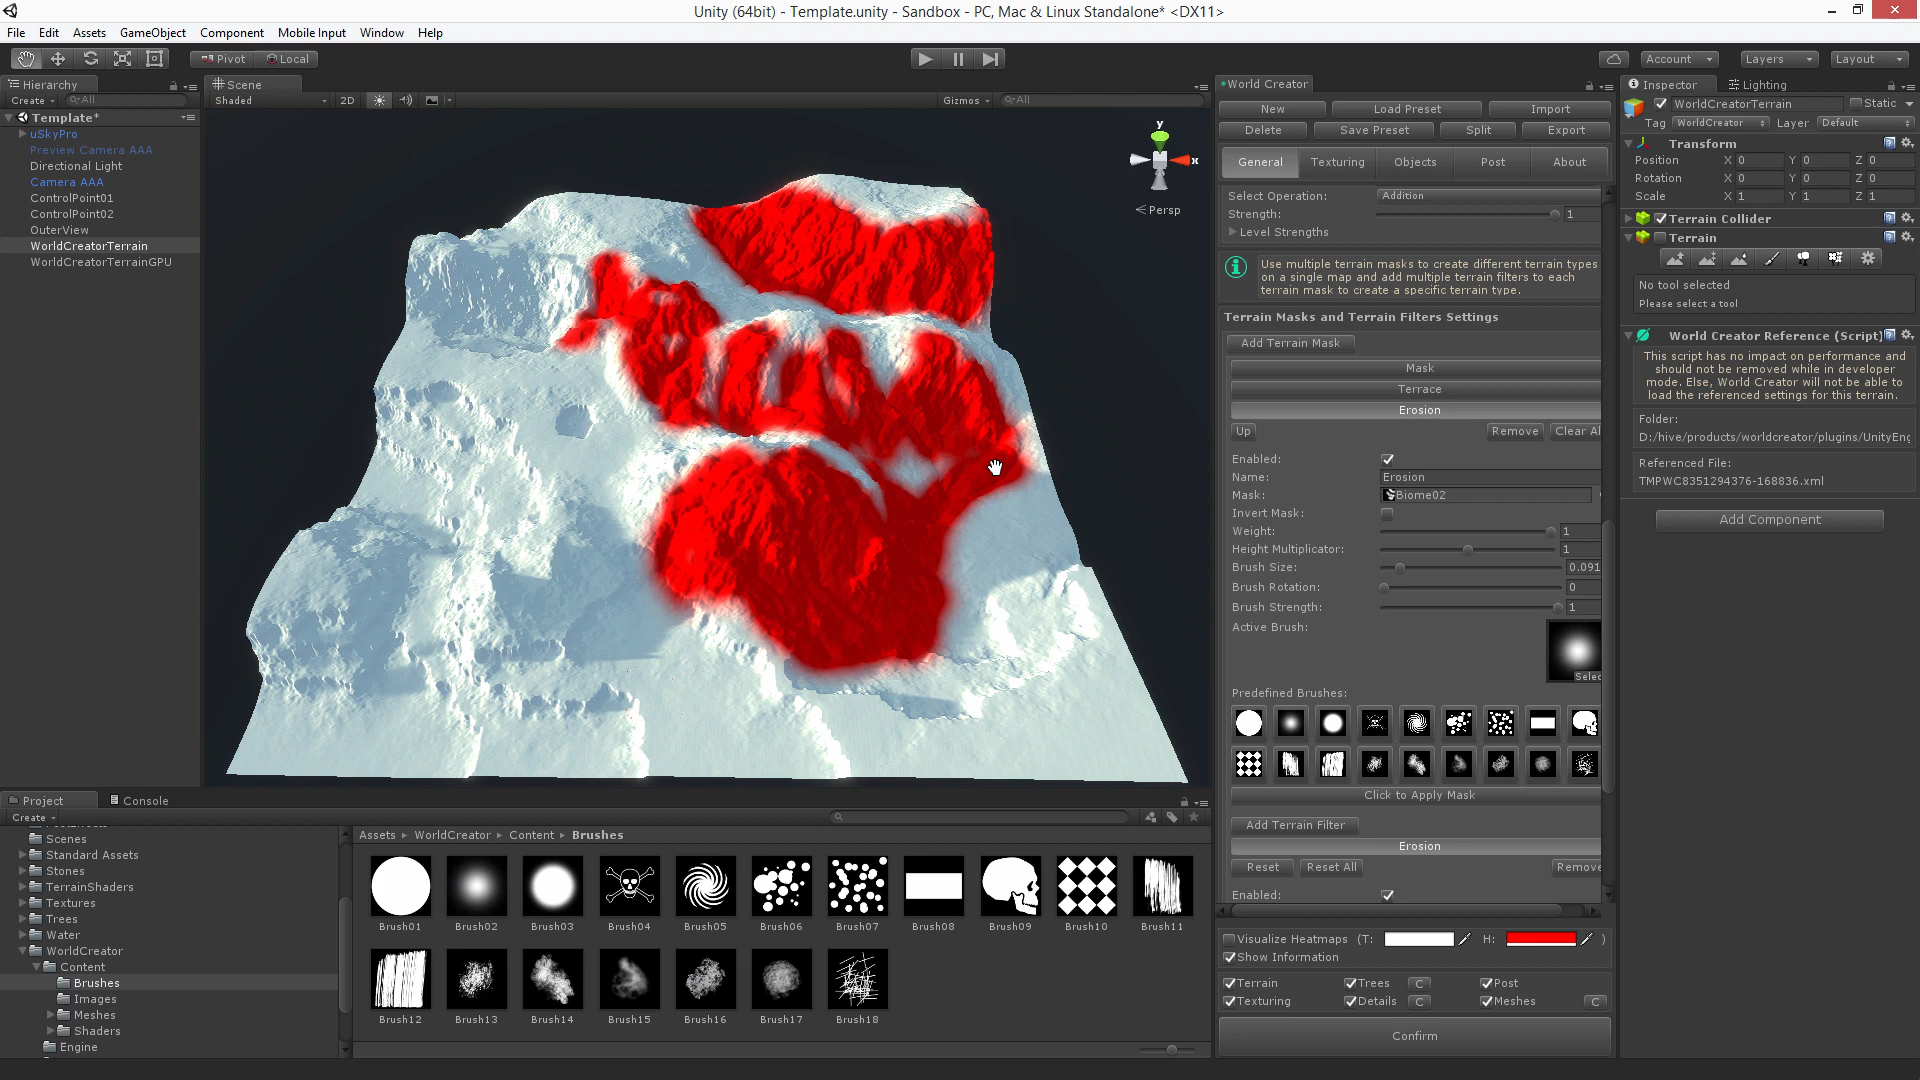 Unity (64bit) - Template.unity - Sandbox - PC, Mac & Linux Standalone* <DX11>
File Edit Assets GameObject Component Mobile Input Window Help
Pivot Local
Account Layers Layout
Hierarchy
Create All
Template*
uSkyPro
Preview Camera AAA
Directional Light
Camera AAA
ControlPoint01
ControlPoint02
OuterView
WorldCreatorTerrain
WorldCreatorTerrainGPU
Scene
Shaded 2D Gizmos All
y
x
Persp
World Creator
New Load Preset Import
Delete Save Preset Split Export
General Texturing Objects Post About
Select Operation: Addition
Strength: 1
Level Strengths
Use multiple terrain masks to create different terrain types
on a single map and add multiple terrain filters to each
terrain mask to create a specific terrain type.
Terrain Masks and Terrain Filters Settings
Add Terrain Mask
Mask
Terrace
Erosion
Up Remove Clear Al
Enabled:
Name: Erosion
Mask: Biome02
Invert Mask:
Weight: 1
Height Multiplicator: 1
Brush Size: 0.091
Brush Rotation: 0
Brush Strength: 1
Active Brush:
Selec
Predefined Brushes:
Click to Apply Mask
Add Terrain Filter
Erosion
Reset Reset All Remove
Enabled:
Visualize Heatmaps (T: H: )
Show Information
Terrain Trees C Post
Texturing Details C Meshes C
Confirm
Inspector Lighting
WorldCreatorTerrain Static
Tag WorldCreator Layer Default
Transform
Position X 0 Y 0 Z 0
Rotation X 0 Y 0 Z 0
Scale X 1 Y 1 Z 1
Terrain Collider
Terrain
No tool selected
Please select a tool
World Creator Reference (Script)
This script has no impact on performance and
should not be removed while in developer
mode. Else, World Creator will not be able to
load the referenced settings for this terrain.
Folder:
D:/hive/products/worldcreator/plugins/UnityEng
Referenced File:
TMPWC8351294376-168836.xml
Add Component
Project Console
Create
Scenes
Standard Assets
Stones
TerrainShaders
Textures
Trees
Water
WorldCreator
Content
Brushes
Images
Meshes
Shaders
Engine
Assets WorldCreator Content Brushes
Brush01 Brush02 Brush03 Brush04 Brush05 Brush06 Brush07 Brush08 Brush09 Brush10 Brush11
Brush12 Brush13 Brush14 Brush15 Brush16 Brush17 Brush18